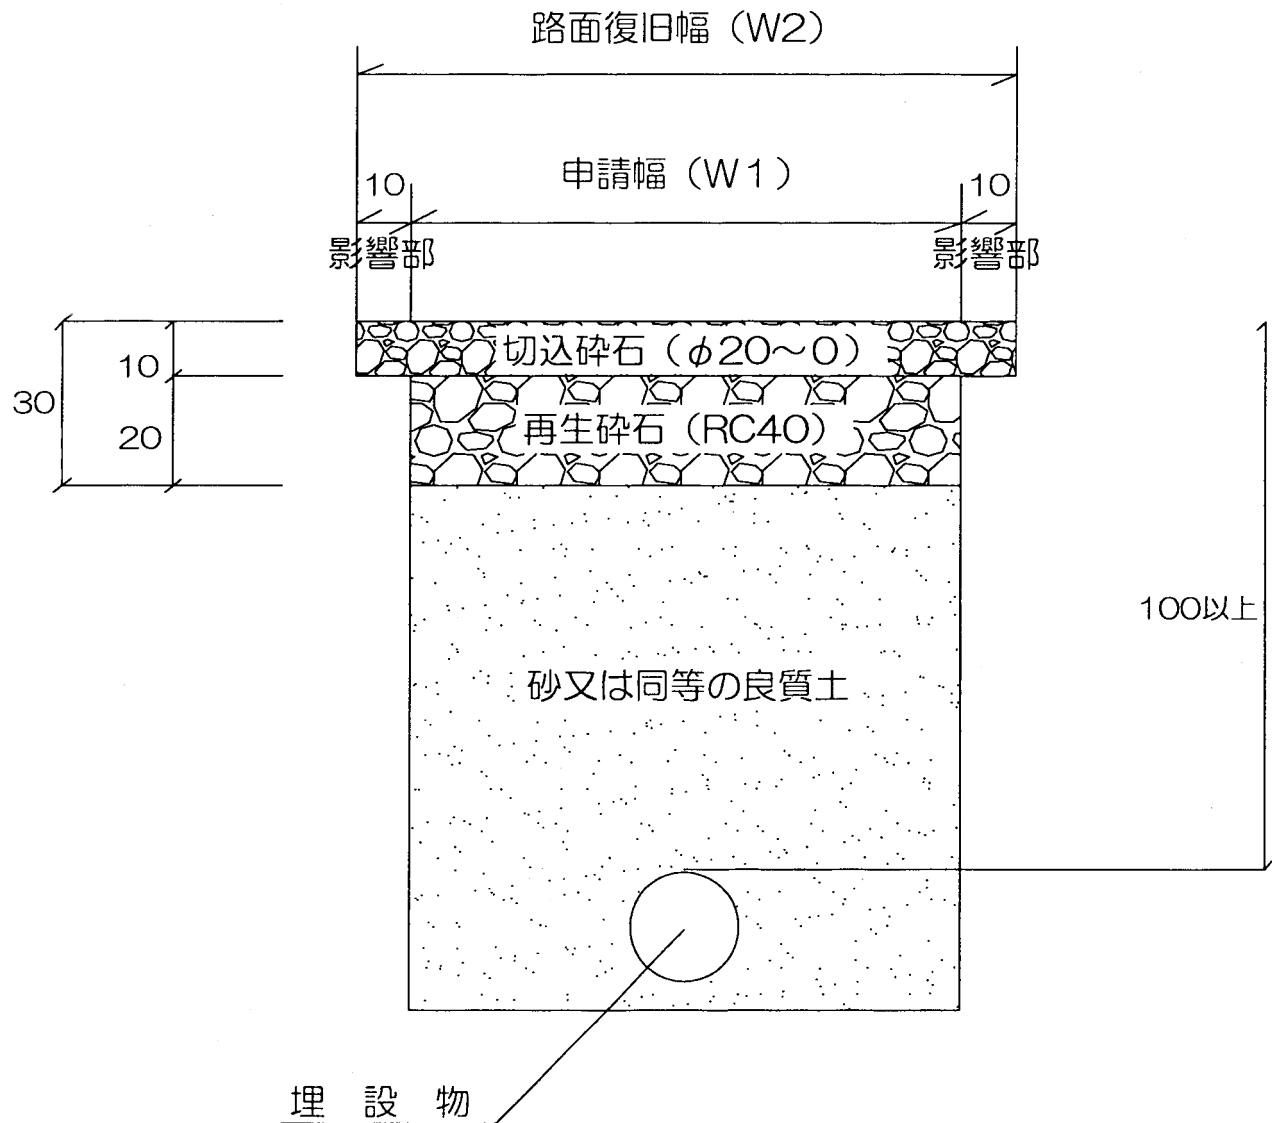 路面復旧幅（W2）
申請幅（W1）
10
10
影響部
影響部
切込砕石（φ20～0）
10
30
再生砕石（RC40）
20
100以上
砂又は同等の良質土
埋設物